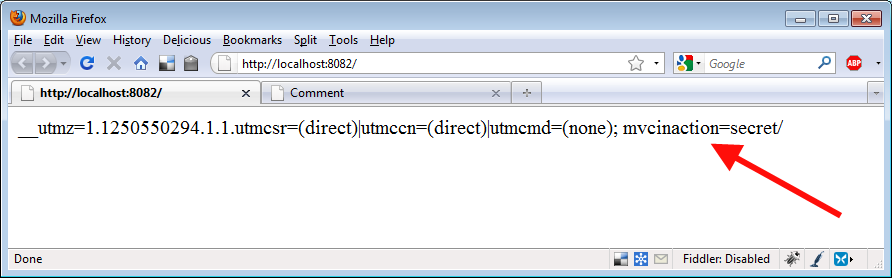 Mozilla Firefox
File Edit View History Delicious Bookmarks Split Tools Help
http://localhost:8082/ Google ABP
http://localhost:8082/ Comment
__utmz=1.1250550294.1.1.utmcsr=(direct)|utmccn=(direct)|utmcmd=(none); mvcinaction=secret/
Done Fiddler: Disabled